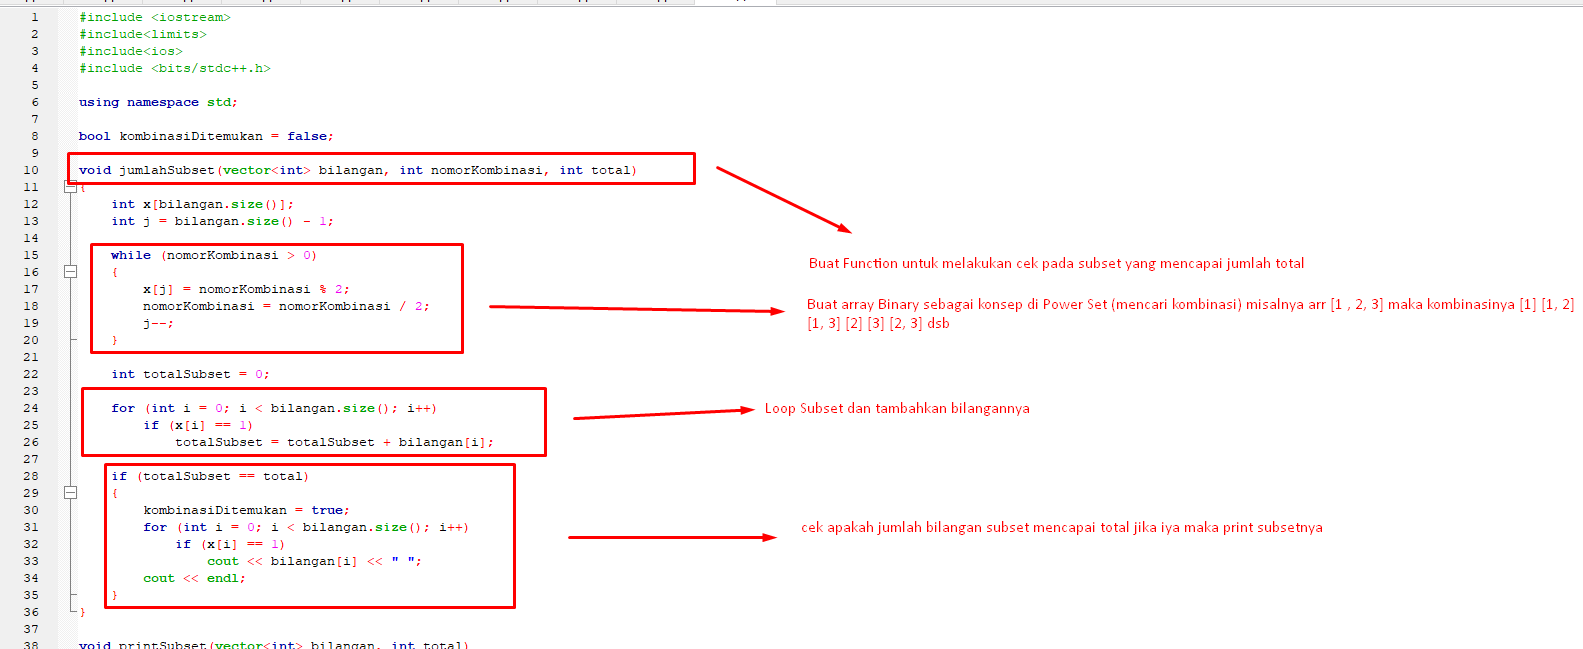 1 #include <iostream>
2 #include<limits>
3 #include<ios>
4 #include <bits/stdc++.h>
5
6 using namespace std;
7
8 bool kombinasiDitemukan = false;
9
10 void jumlahSubset(vector<int> bilangan, int nomorKombinasi, int total)
11 {
12 int x[bilangan.size()];
13 int j = bilangan.size() - 1;
14
15 while (nomorKombinasi > 0)
16 {
17 x[j] = nomorKombinasi % 2;
18 nomorKombinasi = nomorKombinasi / 2;
19 j--;
20 }
21
22 int totalSubset = 0;
23
24 for (int i = 0; i < bilangan.size(); i++)
25 if (x[i] == 1)
26 totalSubset = totalSubset + bilangan[i];
27
28 if (totalSubset == total)
29 {
30 kombinasiDitemukan = true;
31 for (int i = 0; i < bilangan.size(); i++)
32 if (x[i] == 1)
33 cout << bilangan[i] << " ";
34 cout << endl;
35 }
36 }
37
38 void printSubset(vector<int> bilangan, int total)
Buat Function untuk melakukan cek pada subset yang mencapai jumlah total
Buat array Binary sebagai konsep di Power Set (mencari kombinasi) misalnya arr [1 , 2, 3] maka kombinasinya [1] [1, 2]
[1, 3] [2] [3] [2, 3] dsb
Loop Subset dan tambahkan bilangannya
cek apakah jumlah bilangan subset mencapai total jika iya maka print subsetnya